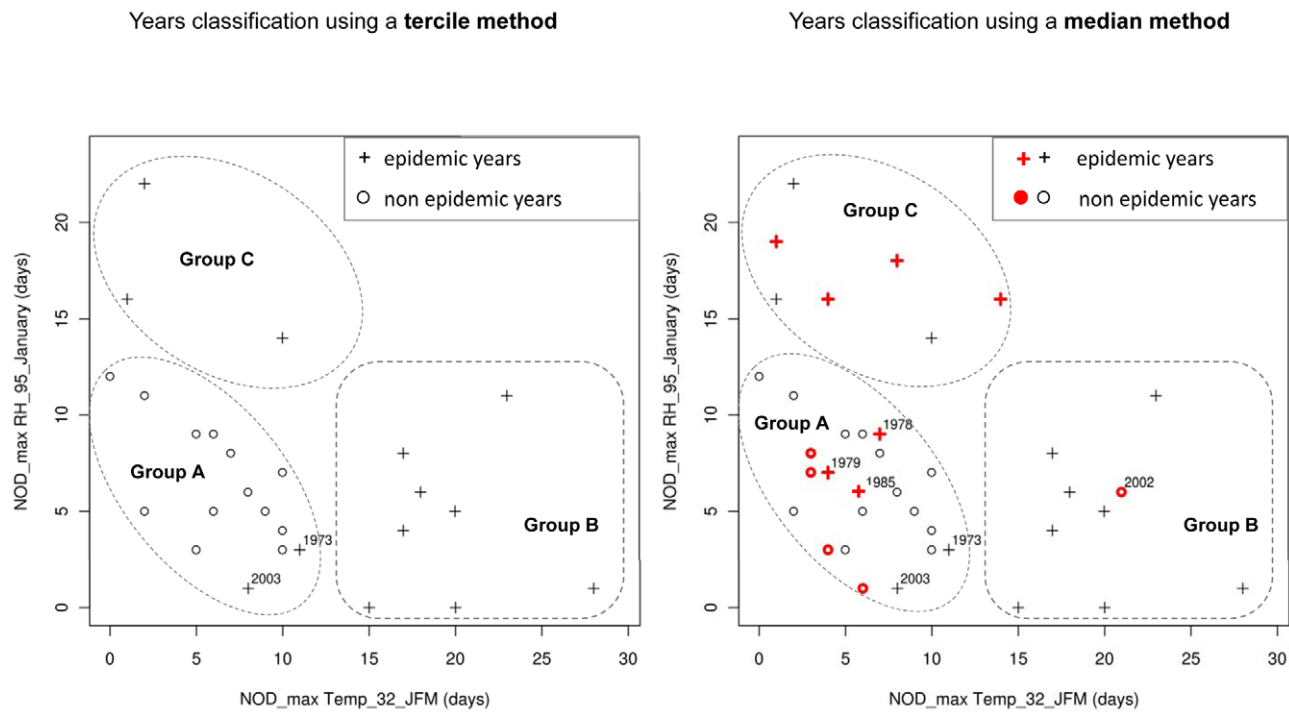 Years classification using a tercile method
NOD_max RH_95_January (days)
0
5
10
15
20
epidemic years
non epidemic years
Group C
Group A
Group B
1973
2003
0
5
10
15
20
25
30
NOD_max Temp_32_JFM (days)
Years classification using a median method
NOD_max RH_95_January (days)
0
5
10
15
20
epidemic years
non epidemic years
Group C
Group A
1978
1979
1985
2002
Group B
1973
2003
0
5
10
15
20
25
30
NOD_max Temp_32_JFM (days)